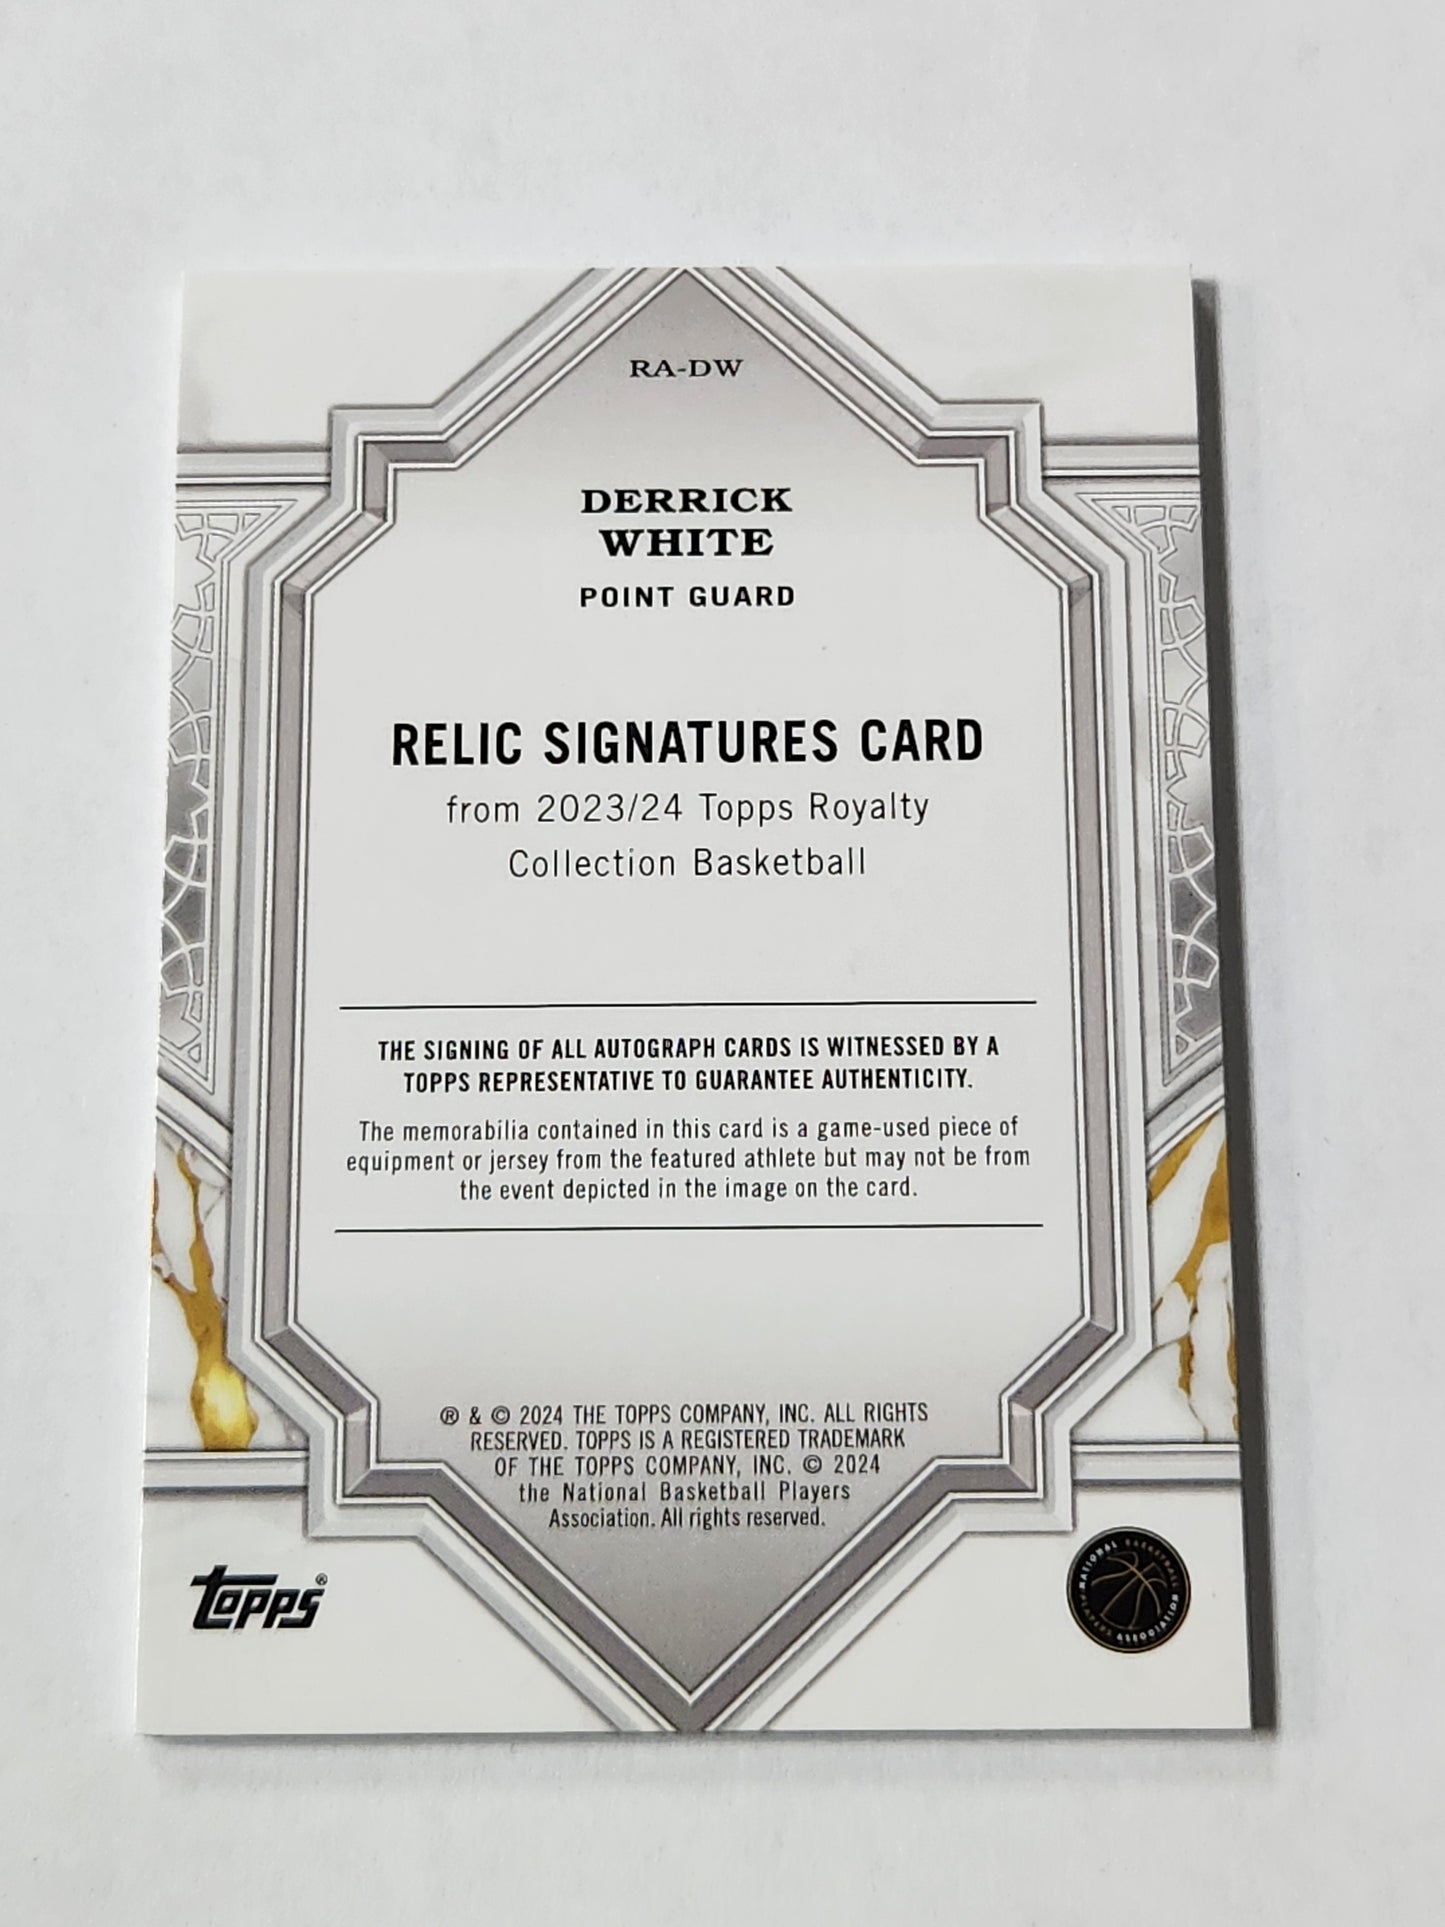 RA-DW
DERRICK
WHITE
POINT GUARD
RELIC SIGNATURES CARD
from 2023/24 Topps Royalty
Collection Basketball
THE SIGNING OF ALL AUTOGRAPH CARDS IS WITNESSED BY A
TOPPS REPRESENTATIVE TO GUARANTEE AUTHENTICITY.
The memorabilia contained in this card is a game-used piece of
equipment or jersey from the featured athlete but may not be from
the event depicted in the image on the card.
® & © 2024 THE TOPPS COMPANY, INC. ALL RIGHTS
RESERVED. TOPPS IS A REGISTERED TRADEMARK
OF THE TOPPS COMPANY, INC. © 2024
the National Basketball Players
Association. All rights reserved.
topps®
NATIONAL BASKETBALL
PLAYERS ASSOCIATION